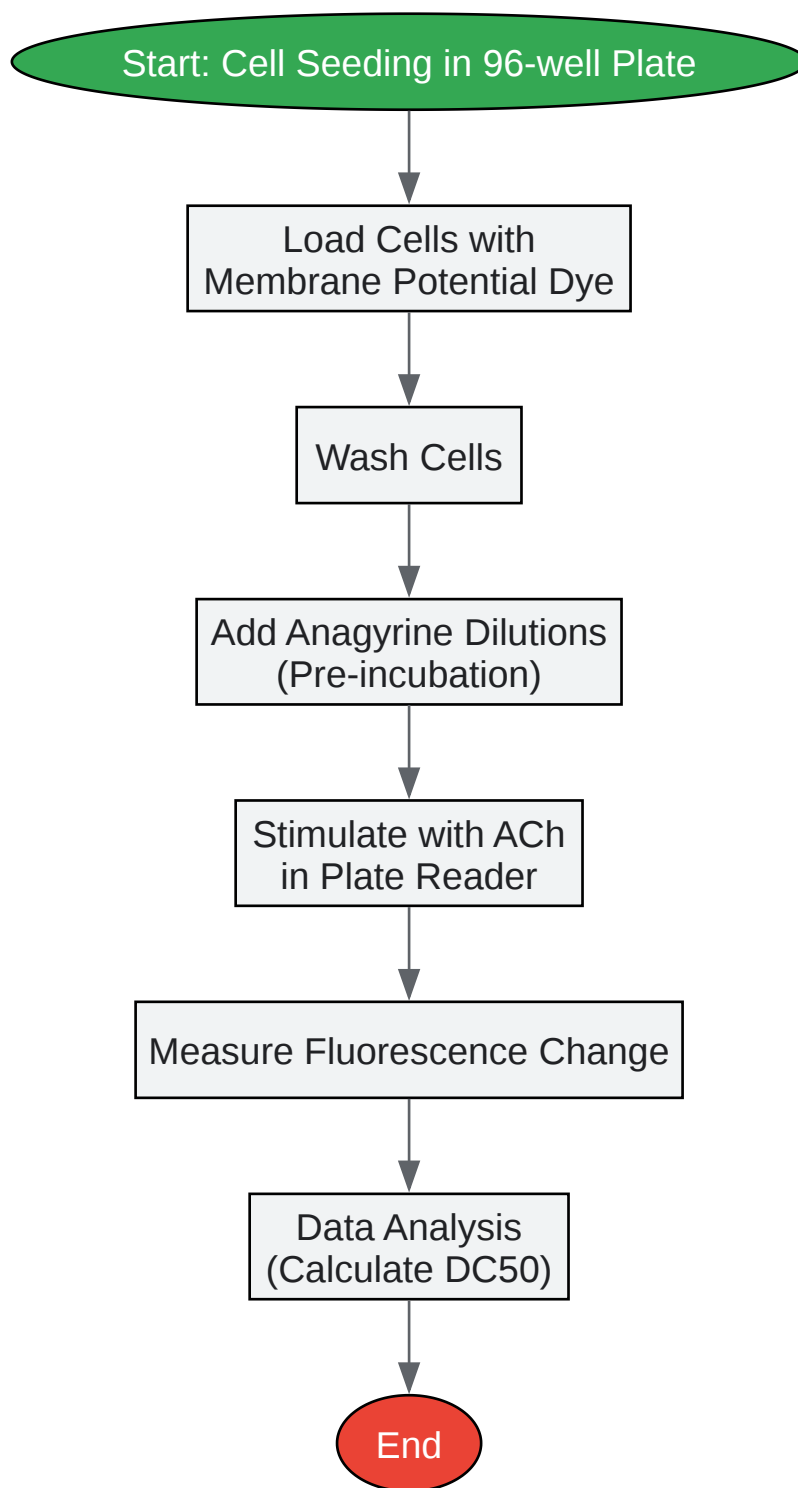 Start: Cell Seeding in 96-well Plate
Load Cells with
Membrane Potential Dye
Wash Cells
Add Anagyrine Dilutions
(Pre-incubation)
Stimulate with ACh
in Plate Reader
Measure Fluorescence Change
Data Analysis
(Calculate DC50)
End